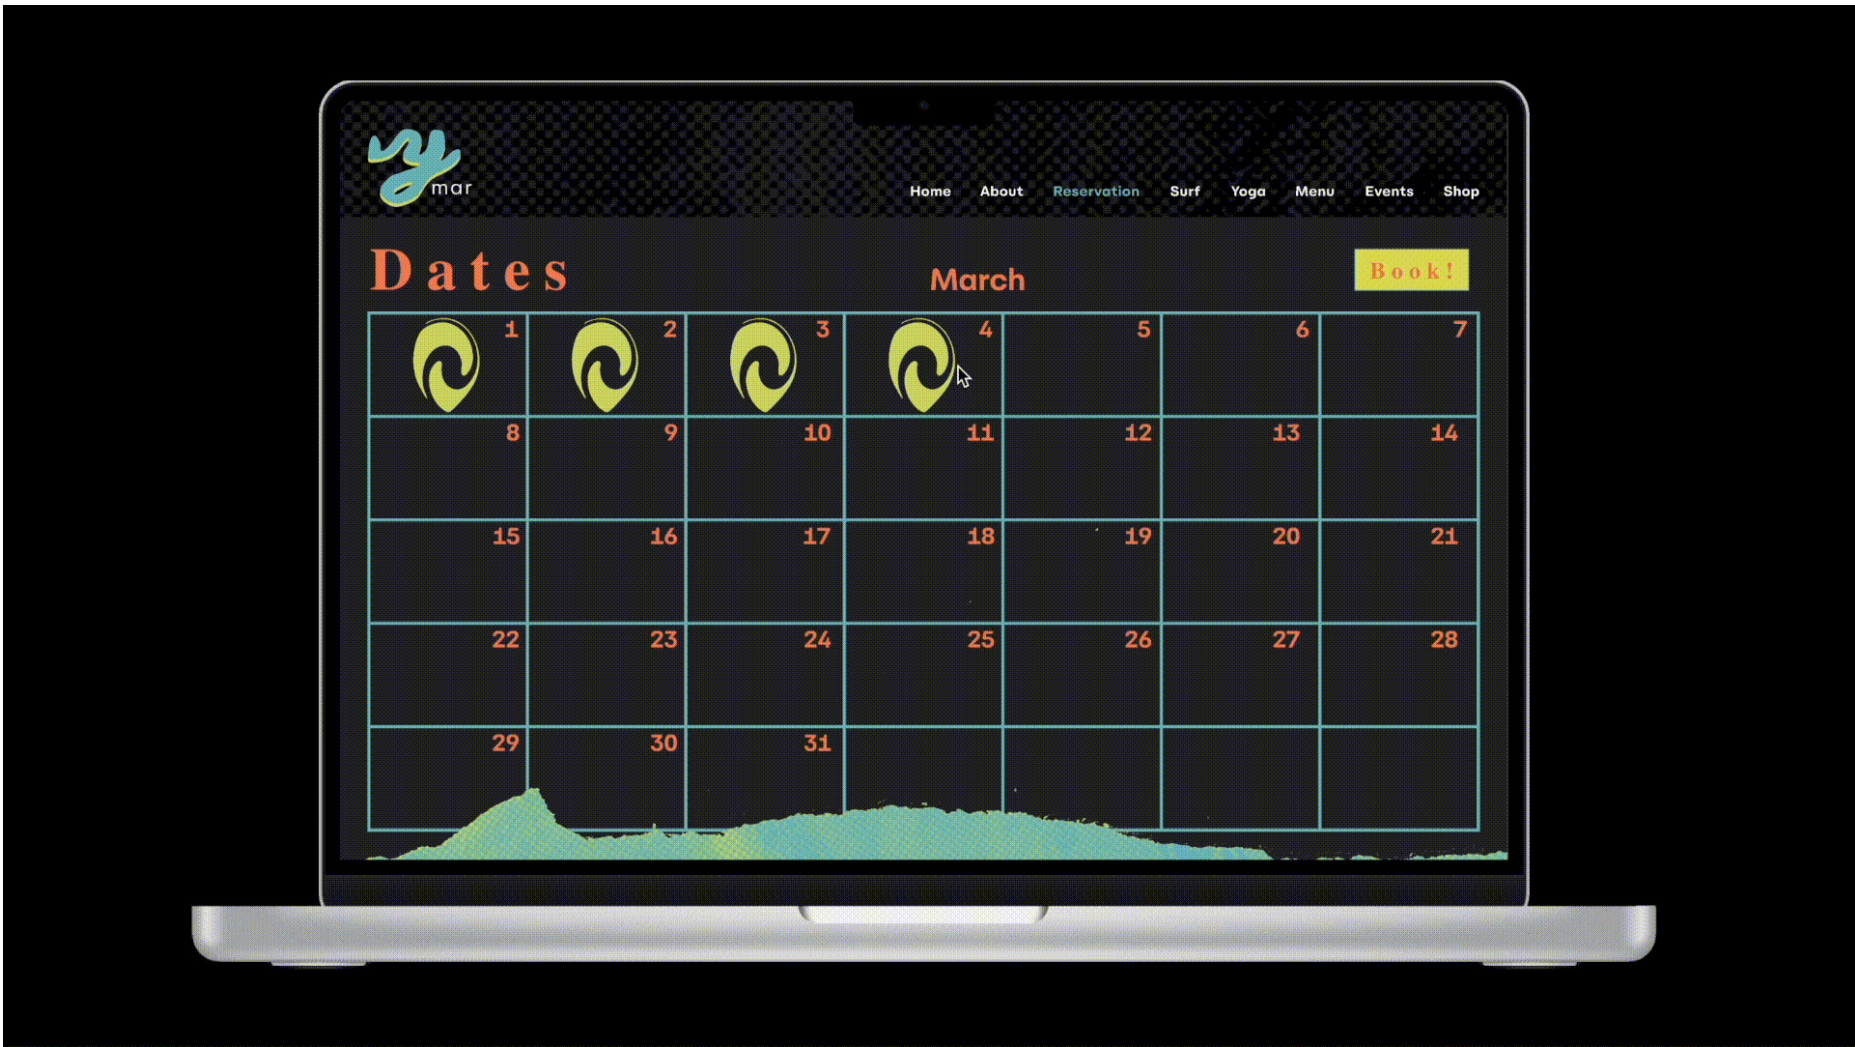 vy
mar
Home About Reservation Surf Yoga Menu Events Shop
Dates March Book!
1 2 3 4 5 6 7
8 9 10 11 12 13 14
15 16 17 18 19 20 21
22 23 24 25 26 27 28
29 30 31